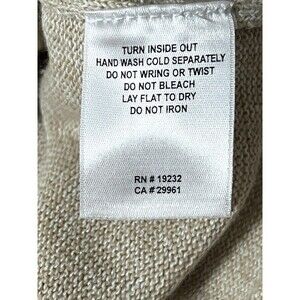 TURN INSIDE OUT
HAND WASH COLD SEPARATELY
DO NOT WRING OR TWIST
DO NOT BLEACH
LAY FLAT TO DRY
DO NOT IRON
RN # 19232
CA # 29961